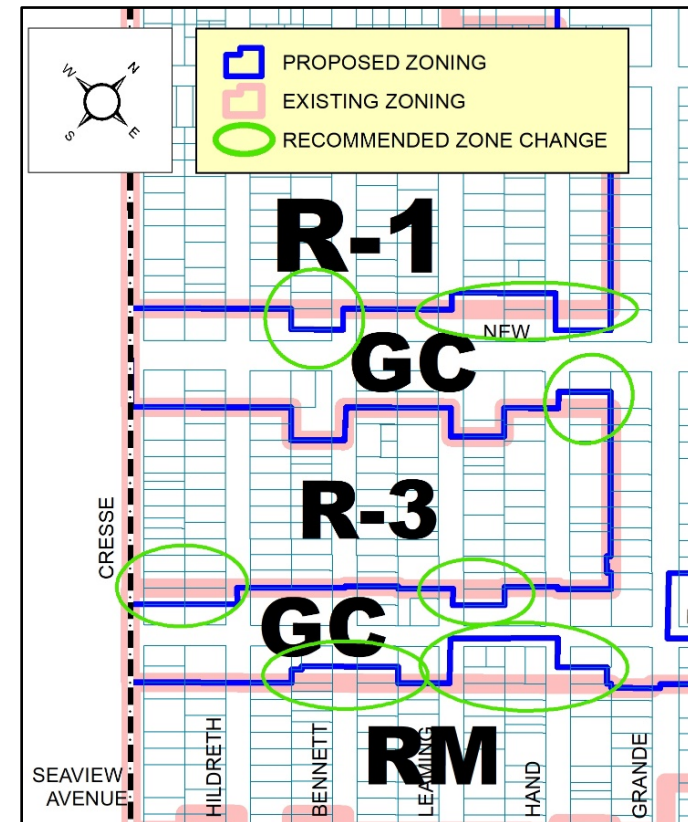 W
N
S
E
PROPOSED ZONING
EXISTING ZONING
RECOMMENDED ZONE CHANGE
R-1
NEW
GC
R-3
CRESSE
GC
RM
SEAVIEW
AVENUE
HILDRETH
BENNETT
LEAMING
HAND
GRANDE